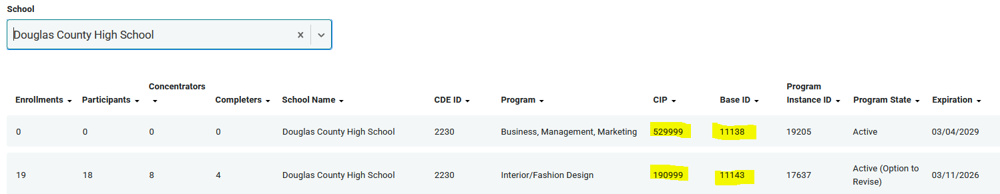 School
Douglas County High School
Enrollments Participants Concentrators Completers School Name CDE ID Program CIP Base ID Program Instance ID Program State Expiration
0 0 0 0 Douglas County High School 2230 Business, Management, Marketing 529999 11138 19205 Active 03/04/2029
19 18 8 4 Douglas County High School 2230 Interior/Fashion Design 190999 11143 17637 Active (Option to Revise) 03/11/2026